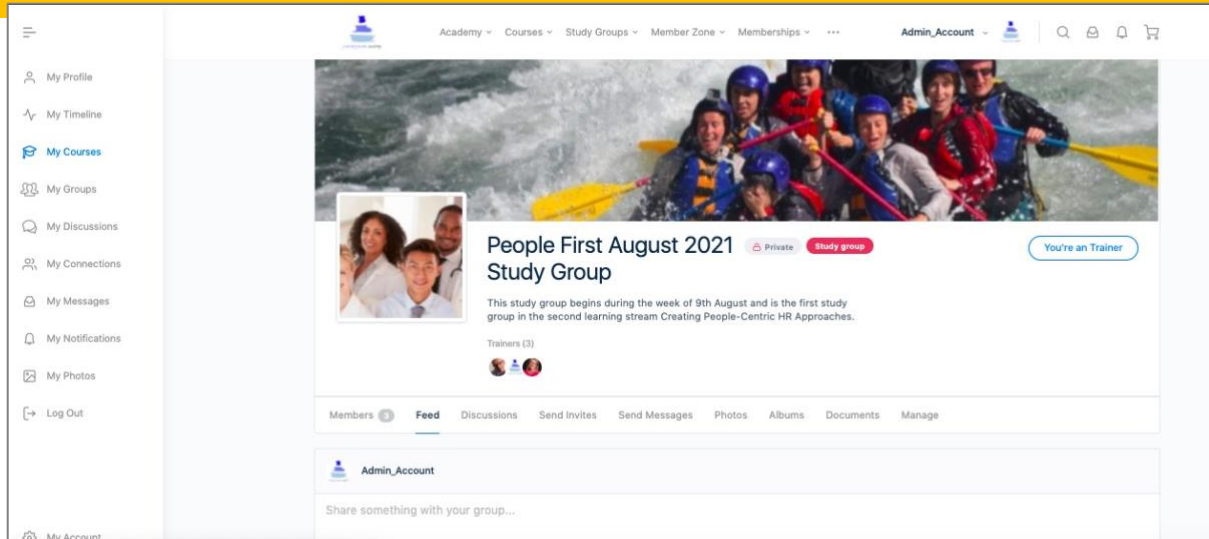 Academy Courses Study Groups Member Zone Memberships ... Admin_Account
My Profile
My Timeline
My Courses
My Groups
My Discussions
My Connections
My Messages
My Notifications
My Photos
Log Out
My Account
People First August 2021 Private Study group
Study Group
You're an Trainer
This study group begins during the week of 9th August and is the first study
group in the second learning stream Creating People-Centric HR Approaches.
Trainers (3)
Members 3 Feed Discussions Send Invites Send Messages Photos Albums Documents Manage
Admin_Account
Share something with your group...